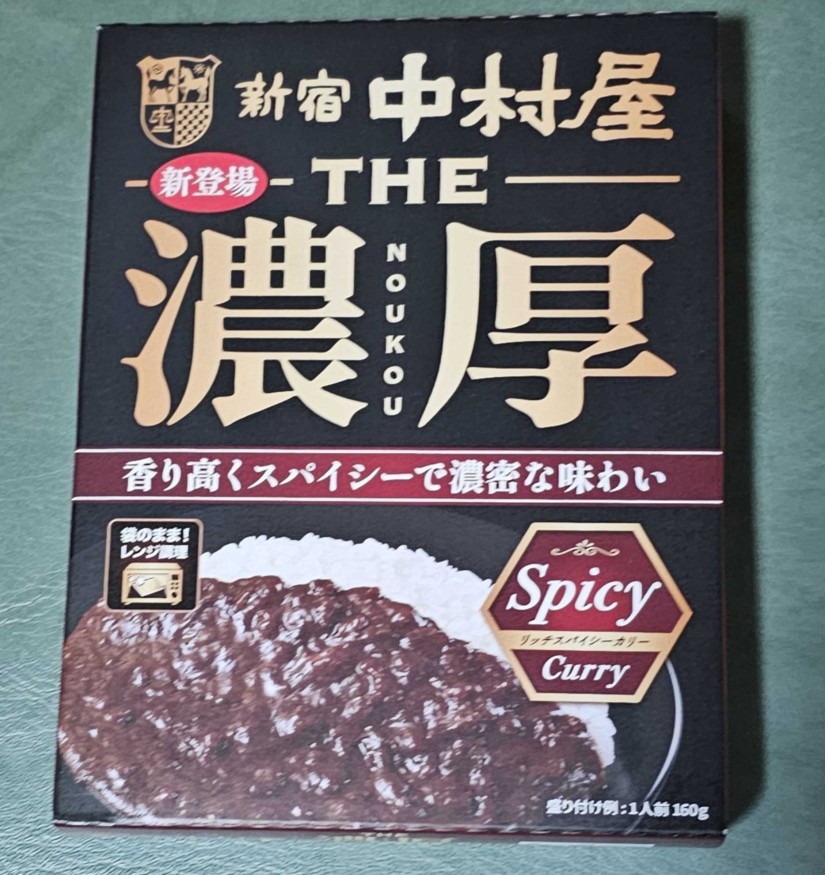 新宿 中村屋
新登場 THE
濃厚
NOUKOU
香り高くスパイシーで濃密な味わい
袋のまま!
レンジ調理
Spicy
リッチスパイシーカリー
Curry
盛り付け例:1人前 160g